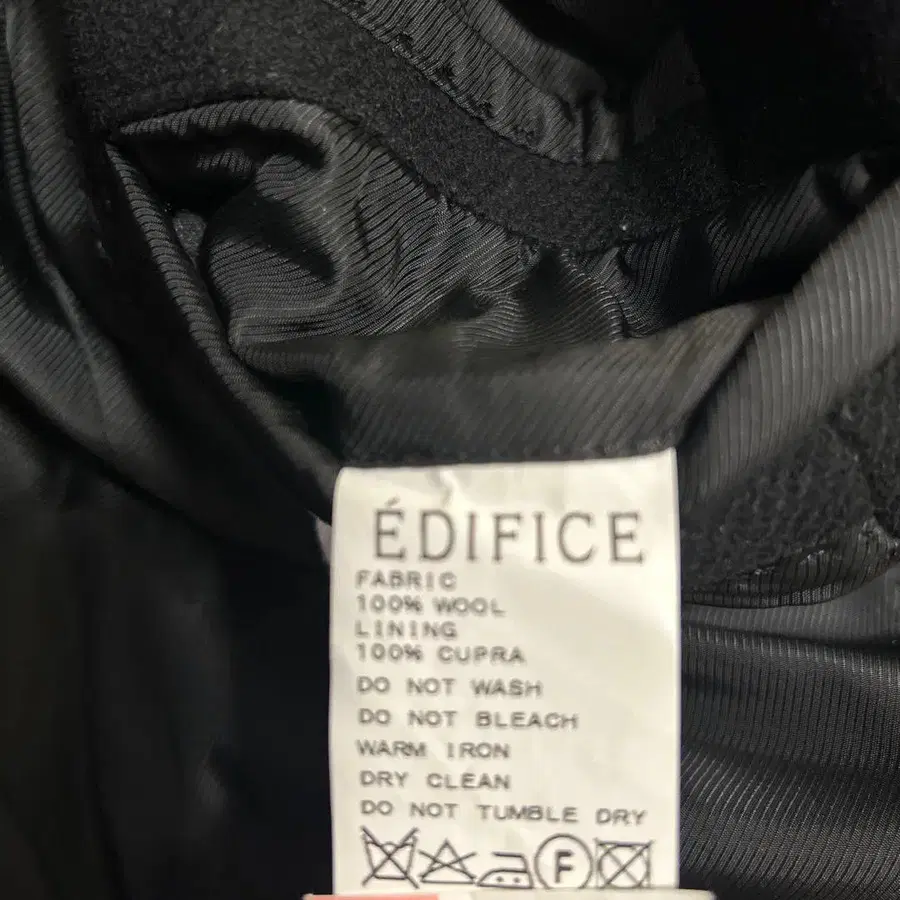 ÉDIFICE
FABRIC
100% WOOL
LINING
100% CUPRA
DO NOT WASH
DO NOT BLEACH
WARM IRON
DRY CLEAN
DO NOT TUMBLE DRY
F